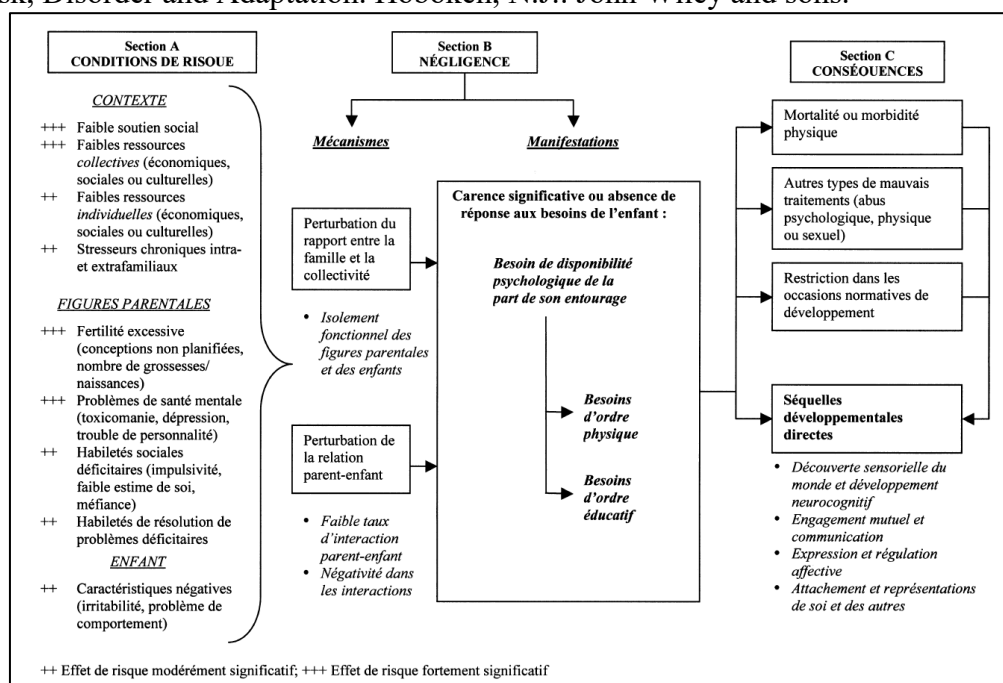 sk, Disorder and Adaptation. Hoboken, N.J.: John Wiley and sons.
Section A
CONDITIONS DE RISQUE
CONTEXTE
+++ Faible soutien social
+++ Faibles ressources
collectives (économiques,
sociales ou culturelles)
++ Faibles ressources
individuelles (économiques,
sociales ou culturelles)
++ Stresseurs chroniques intra-
et extrafamiliaux
FIGURES PARENTALES
+++ Fertilité excessive
(conceptions non planifiées,
nombre de grossesses/
naissances)
+++ Problèmes de santé mentale
(toxicomanie, dépression,
trouble de personnalité)
++ Habiletés sociales
déficitaires (impulsivité,
faible estime de soi,
méfiance)
++ Habiletés de résolution de
problèmes déficitaires
ENFANT
++ Caractéristiques négatives
(irritabilité, problème de
comportement)
Section B
NÉGLIGENCE
Mécanismes
Perturbation du
rapport entre la
famille et la
collectivité
• Isolement
fonctionnel des
figures parentales
et des enfants
Perturbation de
la relation
parent-enfant
• Faible taux
d'interaction
parent-enfant
• Négativité dans
les interactions
Manifestations
Carence significative ou absence de
réponse aux besoins de l'enfant :
Besoin de disponibilité
psychologique de la
part de son entourage
Besoins
d'ordre
physique
Besoins
d'ordre
éducatif
Section C
CONSÉQUENCES
Mortalité ou morbidité
physique
Autres types de mauvais
traitements (abus
psychologique, physique
ou sexuel)
Restriction dans les
occasions normatives de
développement
Séquelles
développementales
directes
• Découverte sensorielle du
monde et développement
neurocognitif
• Engagement mutuel et
communication
• Expression et régulation
affective
• Attachement et représentations
de soi et des autres
++ Effet de risque modérément significatif; +++ Effet de risque fortement significatif